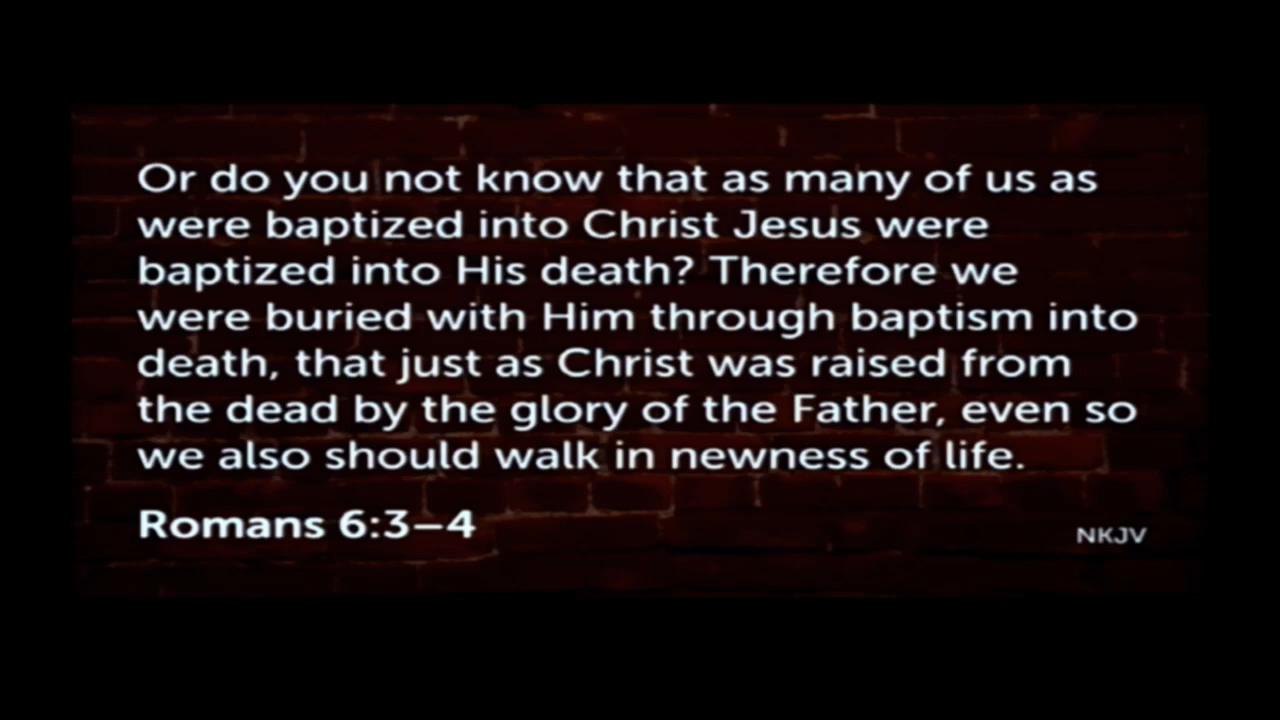 Or do you not know that as many of us as
were baptized into Christ Jesus were
baptized into His death? Therefore we
were buried with Him through baptism into
death, that just as Christ was raised from
the dead by the glory of the Father, even so
we also should walk in newness of life.
Romans 6:3–4
NKJV